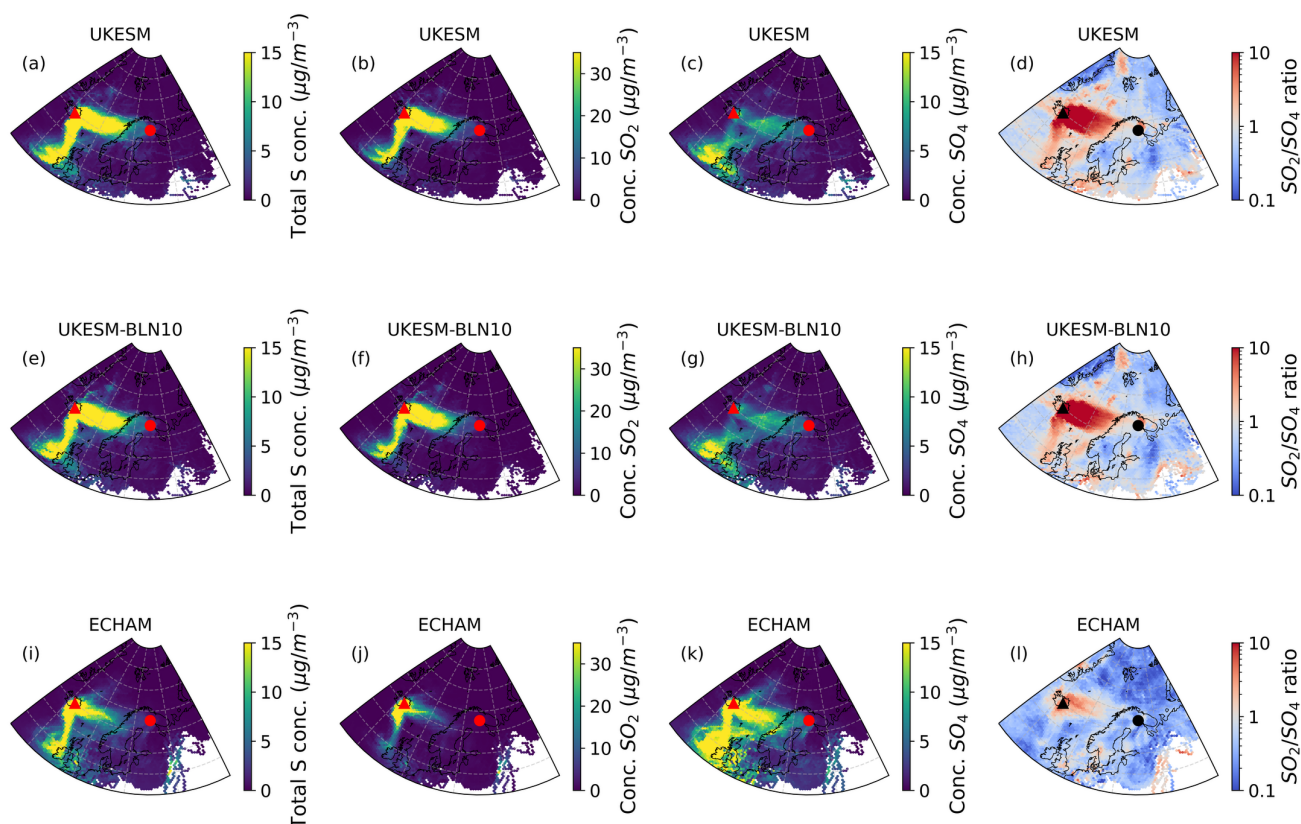 UKESM
(a)
15
10
5
0
Total S conc. (μg/m⁻³)
UKESM
(b)
30
20
10
0
Conc. SO₂ (μg/m⁻³)
UKESM
(c)
15
10
5
0
Conc. SO₄ (μg/m⁻³)
UKESM
(d)
10
1
0.1
SO₂/SO₄ ratio
UKESM-BLN10
(e)
15
10
5
0
Total S conc. (μg/m⁻³)
UKESM-BLN10
(f)
30
20
10
0
Conc. SO₂ (μg/m⁻³)
UKESM-BLN10
(g)
15
10
5
0
Conc. SO₄ (μg/m⁻³)
UKESM-BLN10
(h)
10
1
0.1
SO₂/SO₄ ratio
ECHAM
(i)
15
10
5
0
Total S conc. (μg/m⁻³)
ECHAM
(j)
30
20
10
0
Conc. SO₂ (μg/m⁻³)
ECHAM
(k)
15
10
5
0
Conc. SO₄ (μg/m⁻³)
ECHAM
(l)
10
1
0.1
SO₂/SO₄ ratio